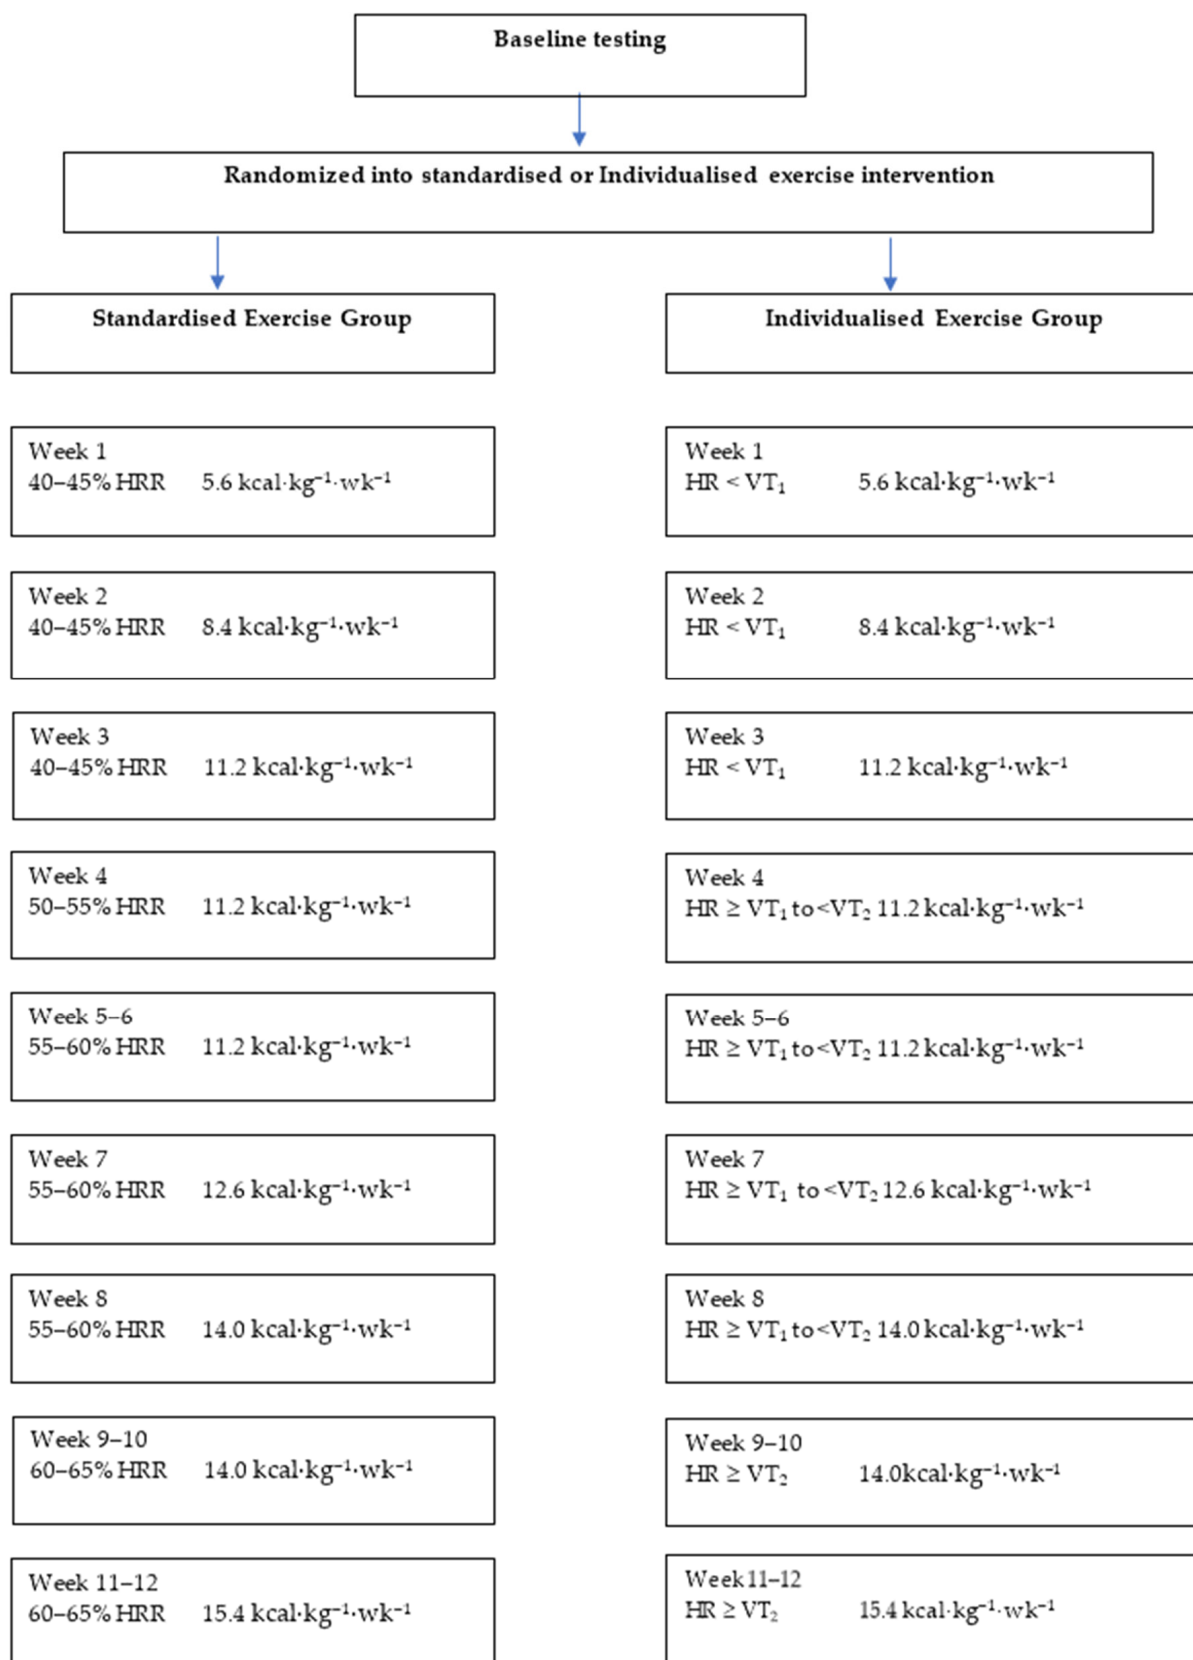 Baseline testing
Randomized into standardised or Individualised exercise intervention
Standardised Exercise Group
Individualised Exercise Group
Week 1
40–45% HRR 5.6 kcal·kg⁻¹·wk⁻¹
Week 1
HR < VT₁ 5.6 kcal·kg⁻¹·wk⁻¹
Week 2
40–45% HRR 8.4 kcal·kg⁻¹·wk⁻¹
Week 2
HR < VT₁ 8.4 kcal·kg⁻¹·wk⁻¹
Week 3
40–45% HRR 11.2 kcal·kg⁻¹·wk⁻¹
Week 3
HR < VT₁ 11.2 kcal·kg⁻¹·wk⁻¹
Week 4
50–55% HRR 11.2 kcal·kg⁻¹·wk⁻¹
Week 4
HR ≥ VT₁ to <VT₂ 11.2 kcal·kg⁻¹·wk⁻¹
Week 5–6
55–60% HRR 11.2 kcal·kg⁻¹·wk⁻¹
Week 5–6
HR ≥ VT₁ to <VT₂ 11.2 kcal·kg⁻¹·wk⁻¹
Week 7
55–60% HRR 12.6 kcal·kg⁻¹·wk⁻¹
Week 7
HR ≥ VT₁ to <VT₂ 12.6 kcal·kg⁻¹·wk⁻¹
Week 8
55–60% HRR 14.0 kcal·kg⁻¹·wk⁻¹
Week 8
HR ≥ VT₁ to <VT₂ 14.0 kcal·kg⁻¹·wk⁻¹
Week 9–10
60–65% HRR 14.0 kcal·kg⁻¹·wk⁻¹
Week 9–10
HR ≥ VT₂ 14.0kcal·kg⁻¹·wk⁻¹
Week 11–12
60–65% HRR 15.4 kcal·kg⁻¹·wk⁻¹
Week 11–12
HR ≥ VT₂ 15.4 kcal·kg⁻¹·wk⁻¹